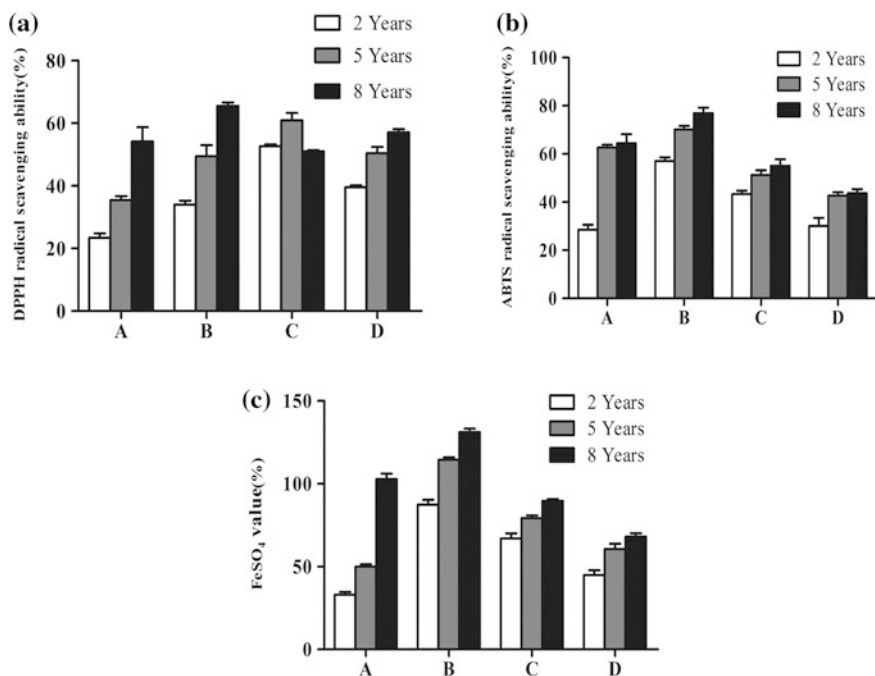 (a)
DPPH radical scavenging ability(%)
80
60
40
20
0
2 Years
5 Years
8 Years
A B C D
(b)
ABTS radical scavenging ability(%)
100
80
60
40
20
0
2 Years
5 Years
8 Years
A B C D
(c)
FeSO₄ value(%)
150
100
50
0
2 Years
5 Years
8 Years
A B C D